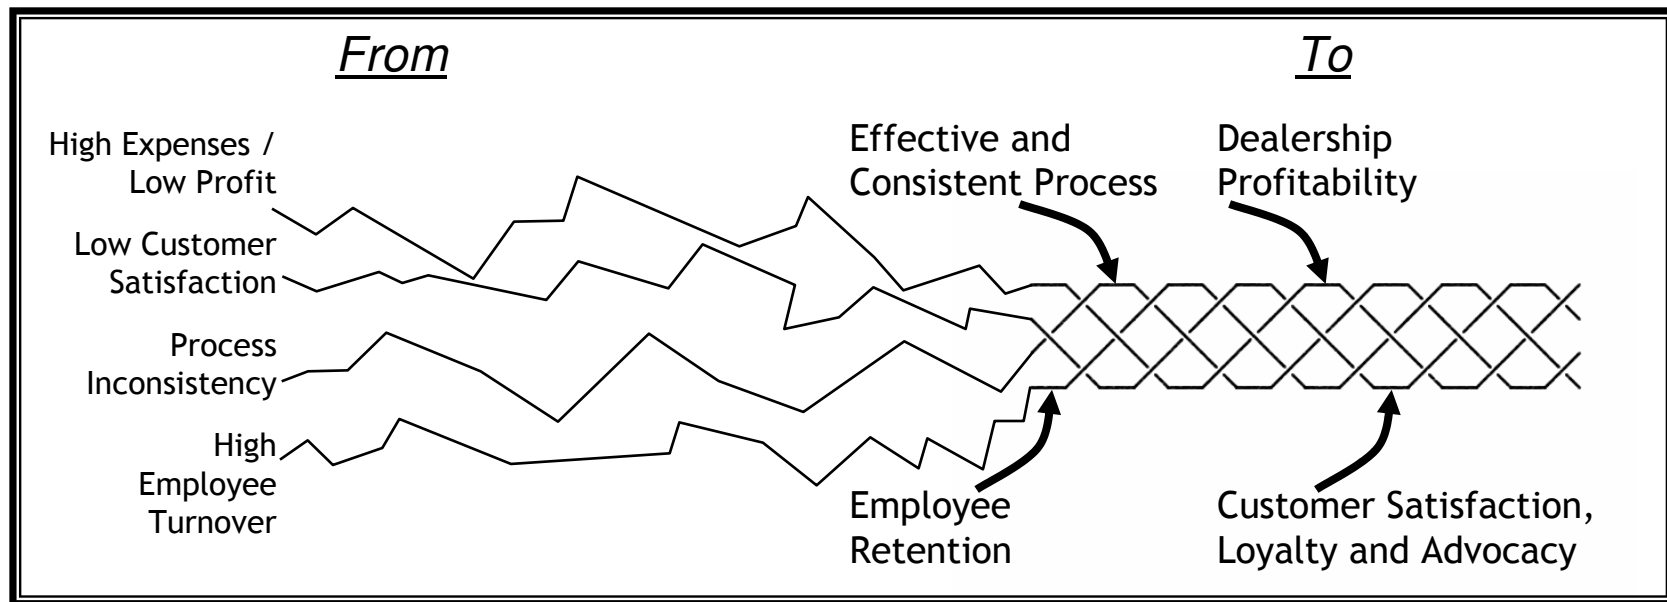 From
To
High Expenses /
Low Profit
Low Customer
Satisfaction
Process
Inconsistency
High
Employee
Turnover
Effective and
Consistent Process
Dealership
Profitability
Employee
Retention
Customer Satisfaction,
Loyalty and Advocacy